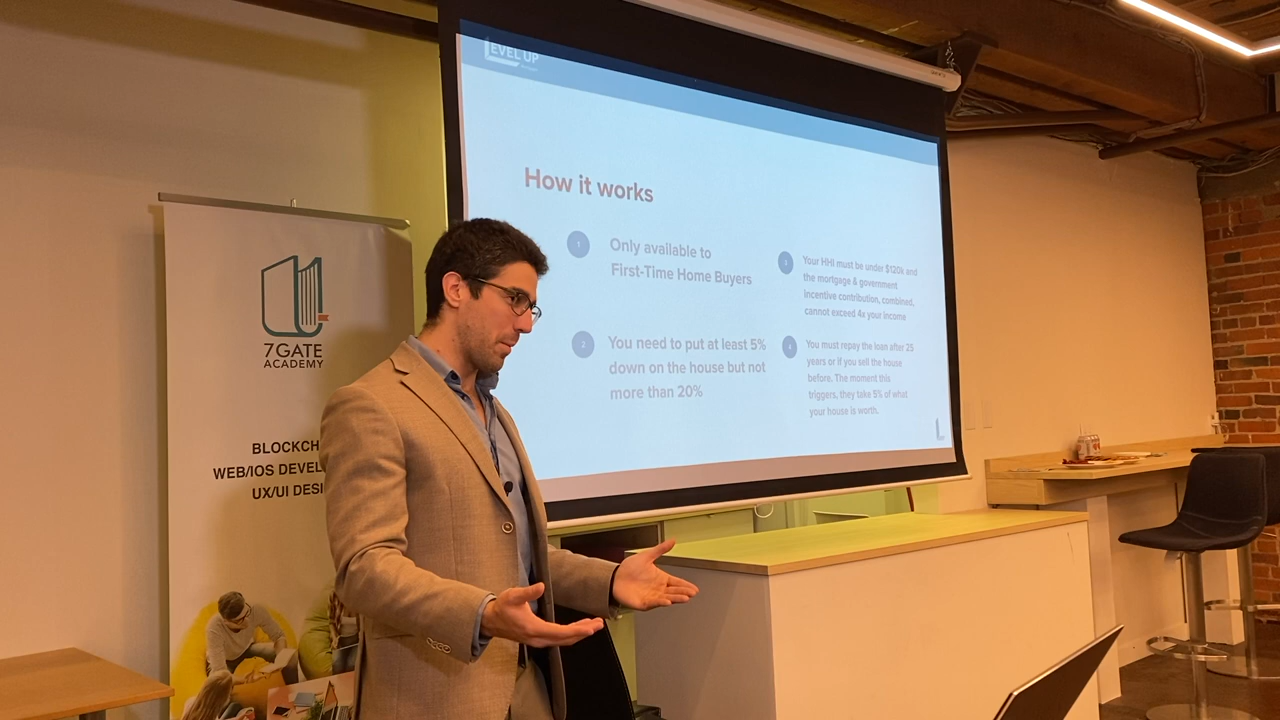 LEVEL UP
How it works
1
Only available to
First-Time Home Buyers
2
You need to put at least 5%
down on the house but not
more than 20%
3
Your HHI must be under $120k and
the mortgage & government
incentive contribution, combined,
cannot exceed 4x your income
4
You must repay the loan after 25
years or if you sell the house
before. The moment this
triggers, they take 5% of what
your house is worth.
7GATE
ACADEMY
BLOCKCH
WEB/IOS DEVEL
UX/UI DESI